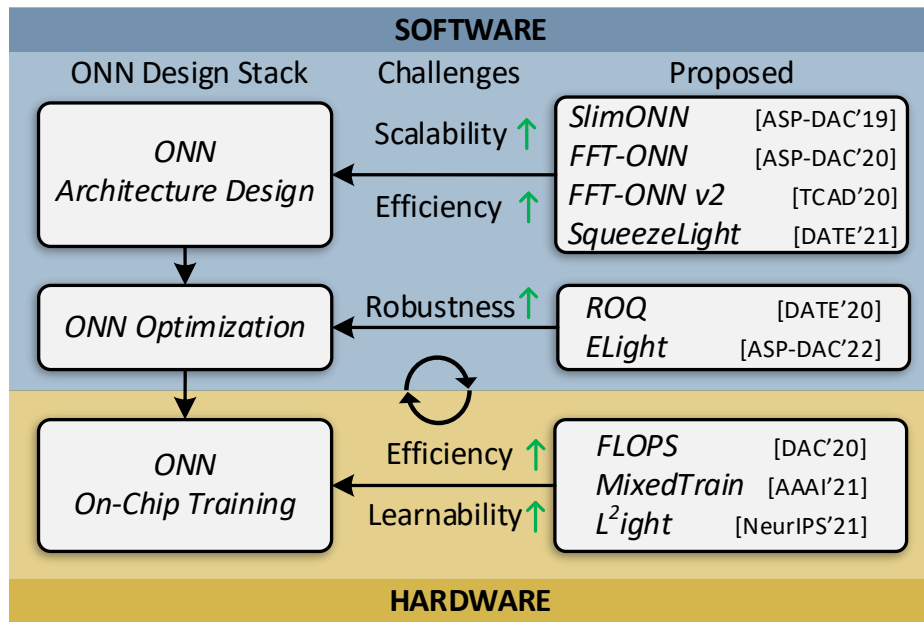 SOFTWARE
ONN Design Stack Challenges Proposed
ONN
Architecture Design
Scalability ↑
Efficiency ↑
SlimONN [ASP-DAC'19]
FFT-ONN [ASP-DAC'20]
FFT-ONN v2 [TCAD'20]
SqueezeLight [DATE'21]
ONN Optimization
Robustness ↑
ROQ [DATE'20]
ELight [ASP-DAC'22]
ONN
On-Chip Training
Efficiency ↑
Learnability ↑
FLOPS [DAC'20]
MixedTrain [AAAI'21]
L²ight [NeurIPS'21]
HARDWARE